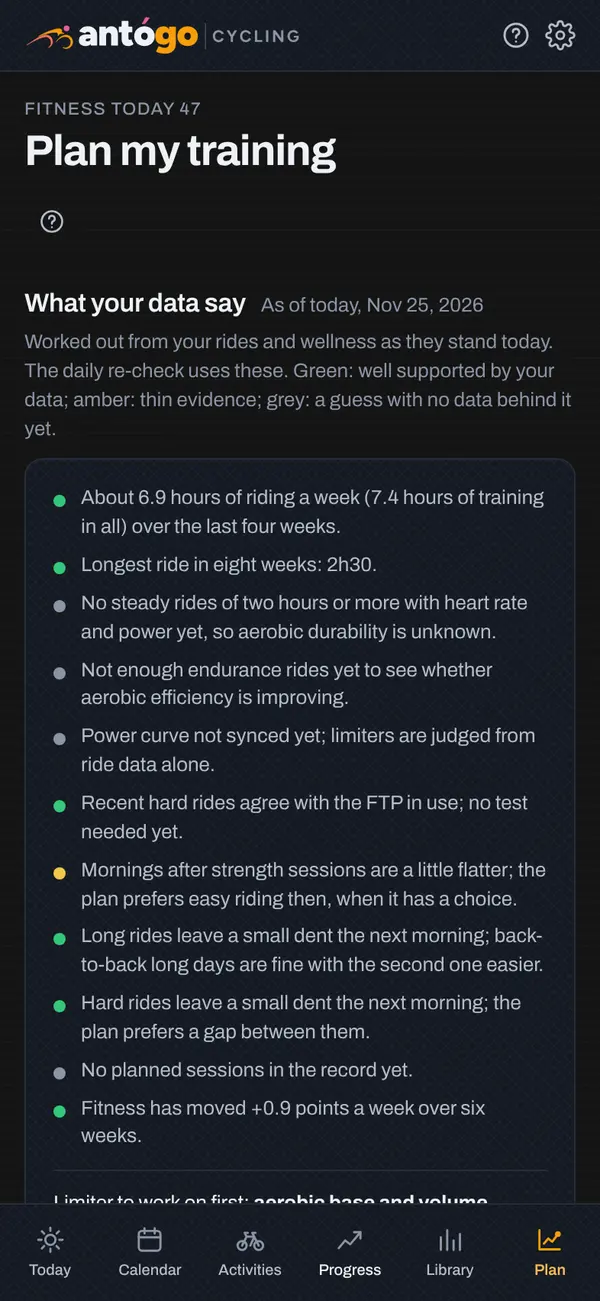 antógo CYCLING
FITNESS TODAY 47
Plan my training
What your data say As of today, Nov 25, 2026
Worked out from your rides and wellness as they stand today.
The daily re-check uses these. Green: well supported by your
data; amber: thin evidence; grey: a guess with no data behind it
yet.
About 6.9 hours of riding a week (7.4 hours of training
in all) over the last four weeks.
Longest ride in eight weeks: 2h30.
No steady rides of two hours or more with heart rate
and power yet, so aerobic durability is unknown.
Not enough endurance rides yet to see whether
aerobic efficiency is improving.
Power curve not synced yet; limiters are judged from
ride data alone.
Recent hard rides agree with the FTP in use; no test
needed yet.
Mornings after strength sessions are a little flatter; the
plan prefers easy riding then, when it has a choice.
Long rides leave a small dent the next morning; back-
to-back long days are fine with the second one easier.
Hard rides leave a small dent the next morning; the
plan prefers a gap between them.
No planned sessions in the record yet.
Fitness has moved +0.9 points a week over six
weeks.
Limiter to work on first: aerobic base and volume
Today Calendar Activities Progress Library Plan